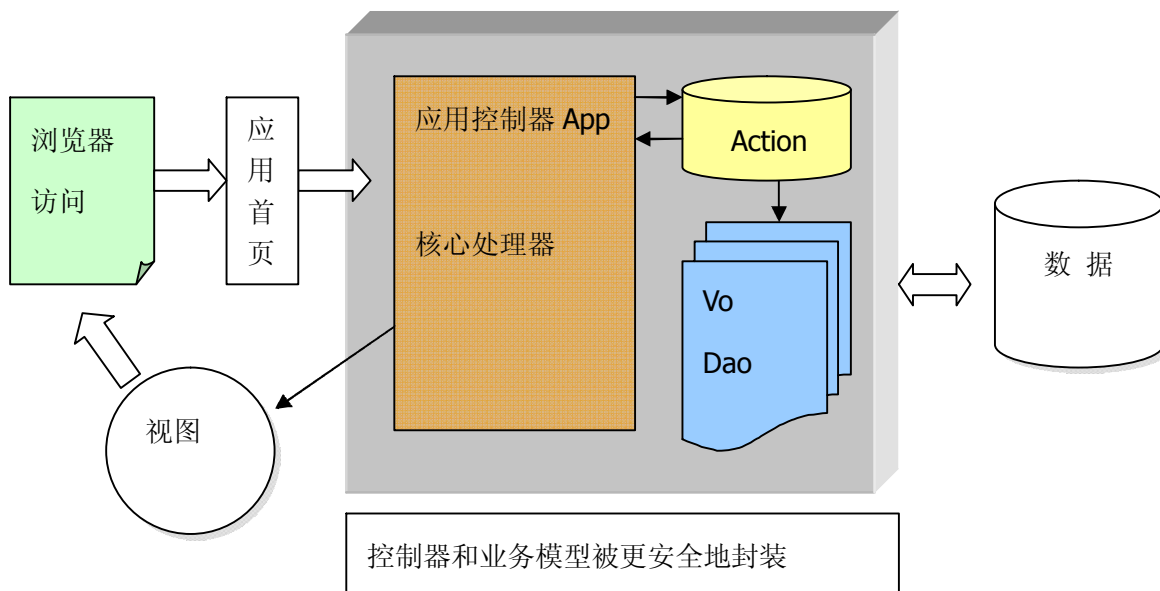 浏览器
访问
应
用
首
页
应用控制器 App
核心处理器
Action
Vo
Dao
数 据
视图
控制器和业务模型被更安全地封装